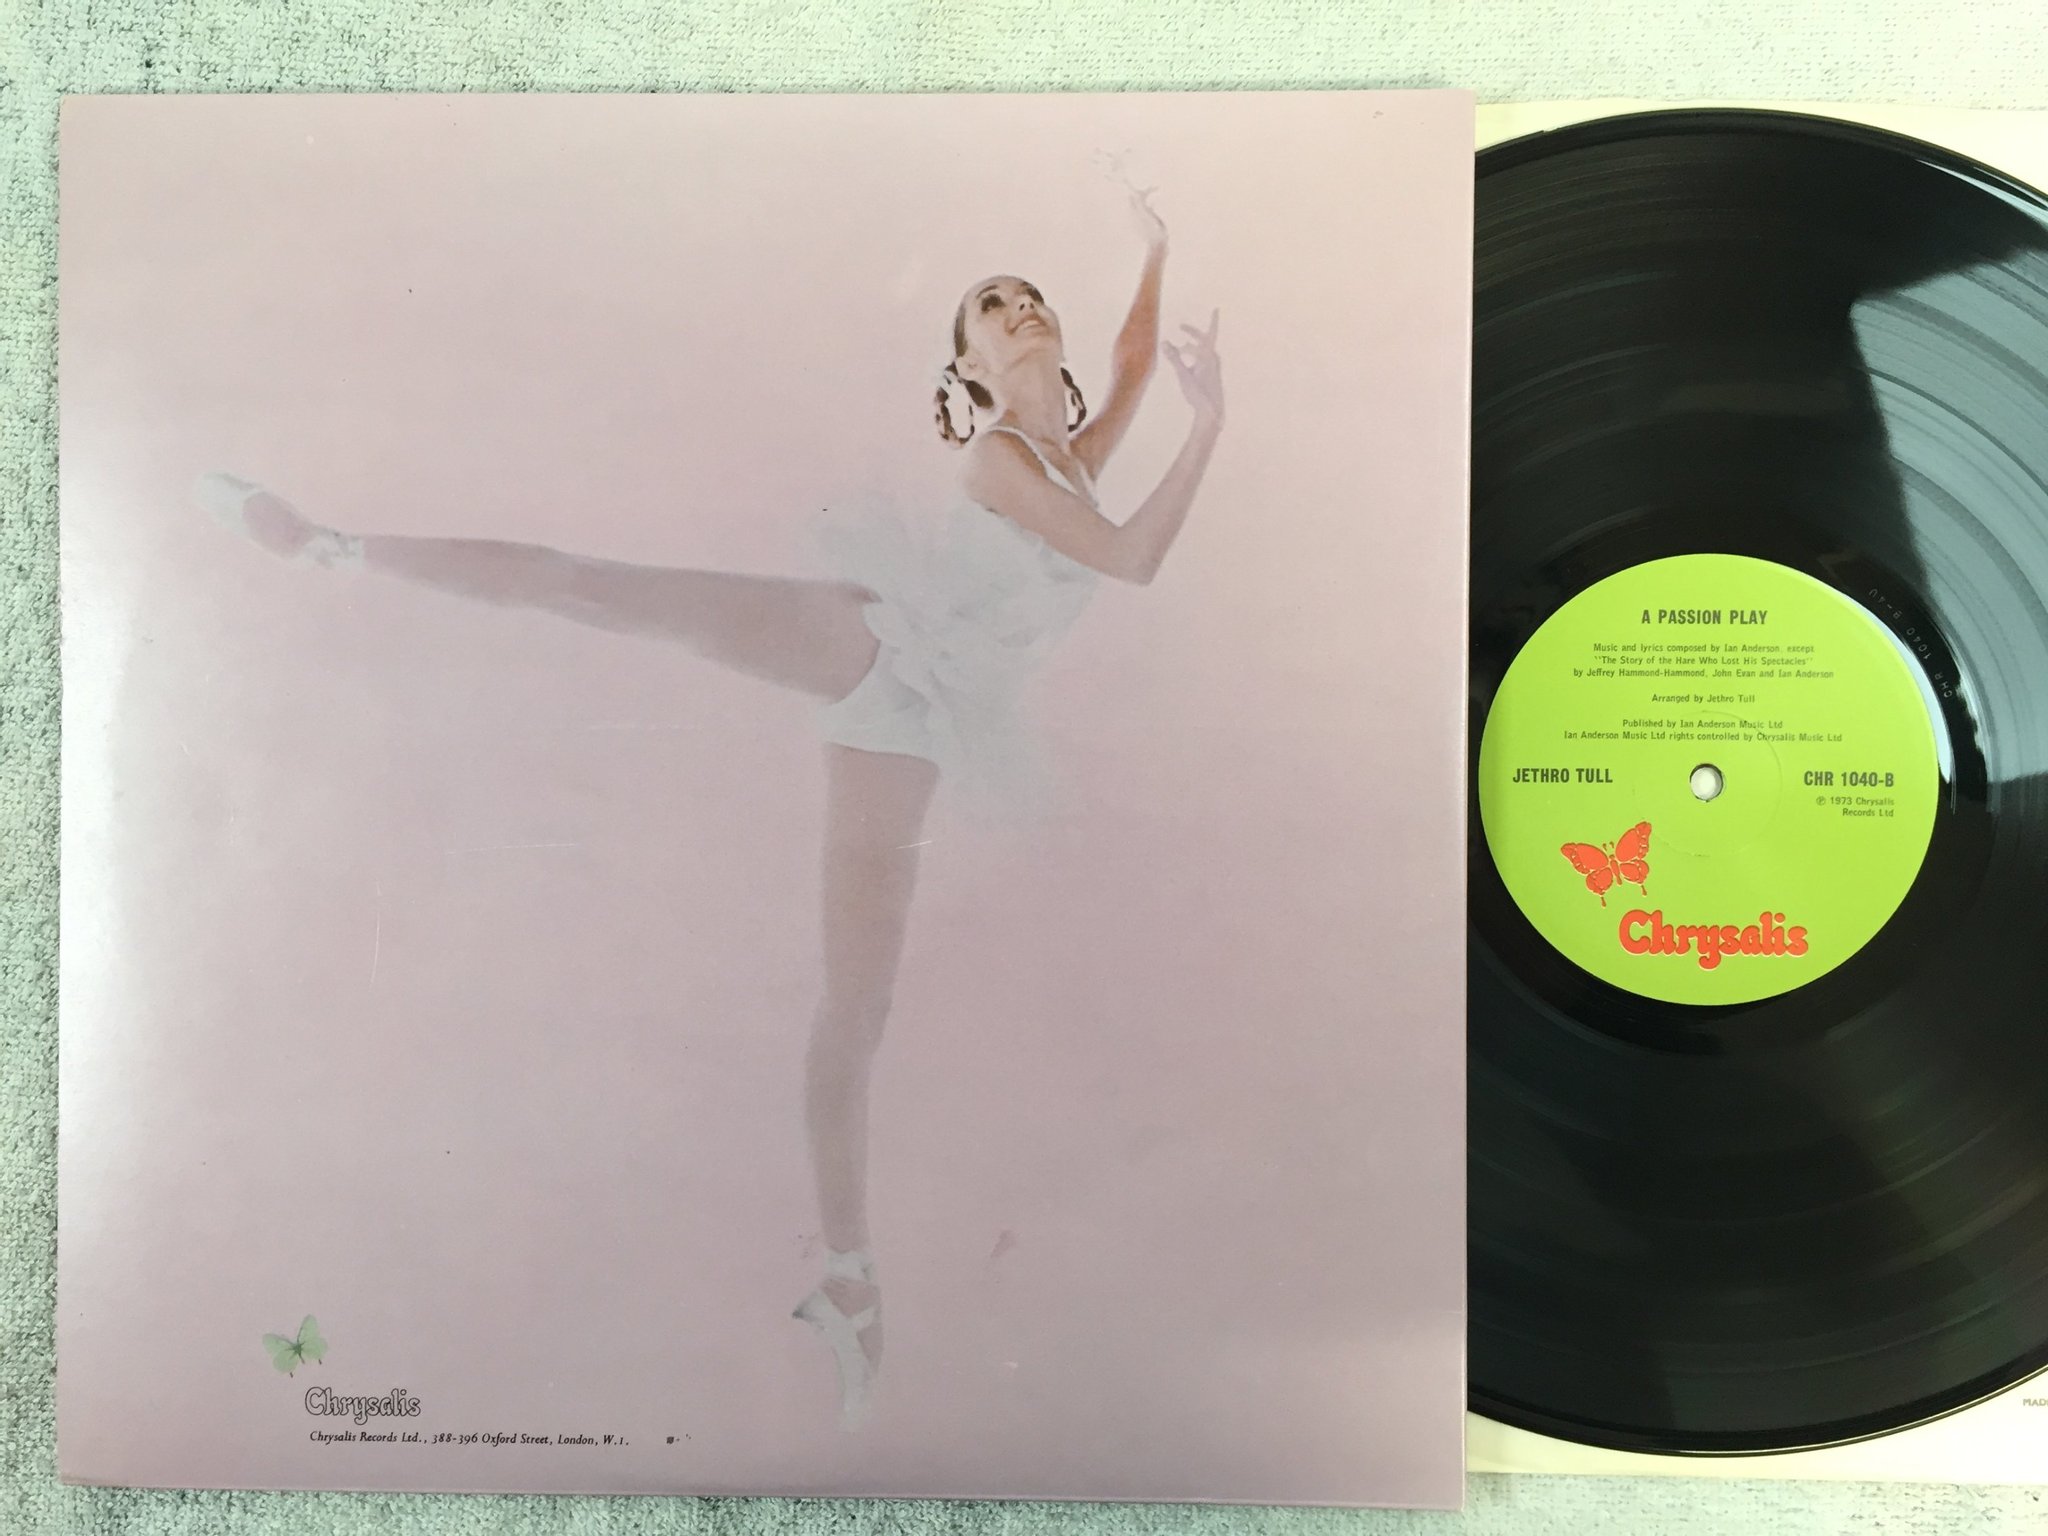 Chrysalis
Chrysalis Records Ltd., 388-396 Oxford Street, London, W.1.
A PASSION PLAY
Music and lyrics composed by Ian Anderson, except
"The Story of the Hare Who Lost His Spectacles"
by Jeffrey Hammond-Hammond, John Evan and Ian Anderson
Arranged by Jethro Tull
Published by Ian Anderson Music Ltd
Ian Anderson Music Ltd rights controlled by Chrysalis Music Ltd
JETHRO TULL
CHR 1040-B
℗ 1973 Chrysalis
Records Ltd
Chrysalis
CHR 1040 B-4U